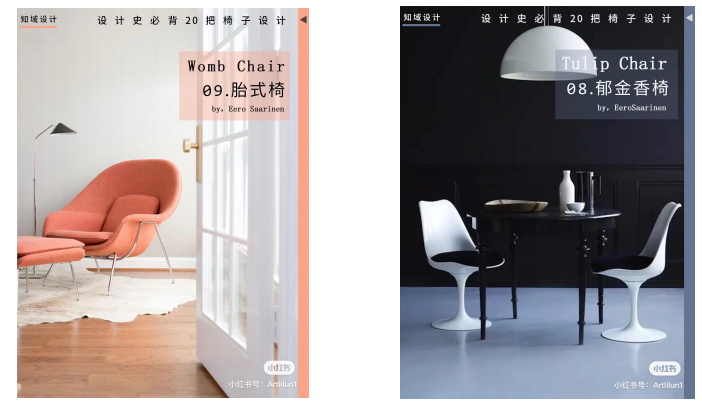 知域设计
设计史必背20把椅子设计
Womb Chair
09.胎式椅
by. Eero Saarinen
小红书
小红书号: Artlilun1
知域设计
设计史必背20把椅子设计
Tulip Chair
08.郁金香椅
by. EeroSaarinen
小红书
小红书号: Artlilun1